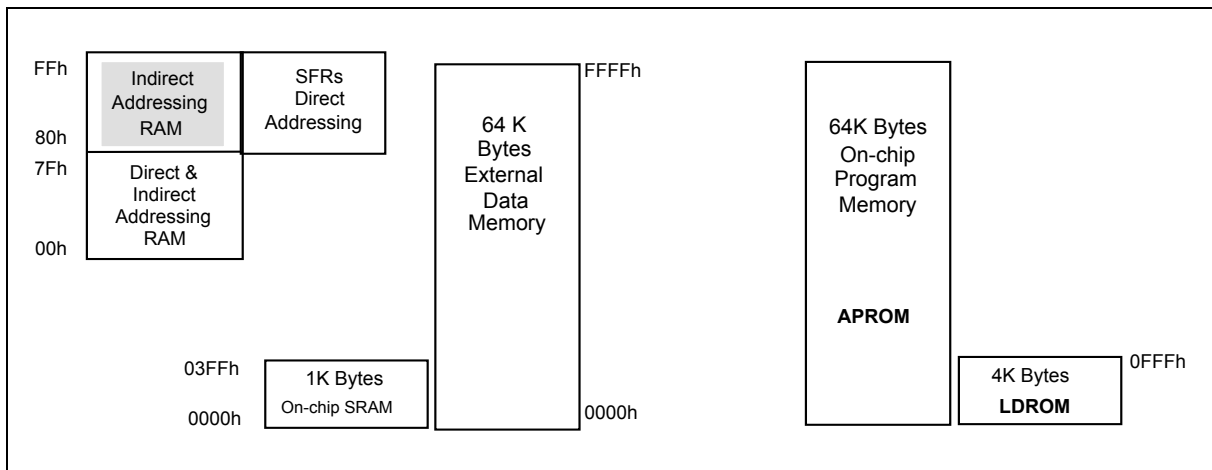 FFh
Indirect
Addressing
RAM
80h
SFRs
Direct
Addressing
7Fh
Direct &
Indirect
Addressing
RAM
00h
03FFh
1K Bytes
On-chip SRAM
0000h
FFFFh
64 K
Bytes
External
Data
Memory
0000h
64K Bytes
On-chip
Program
Memory
APROM
0FFFh
4K Bytes
LDROM